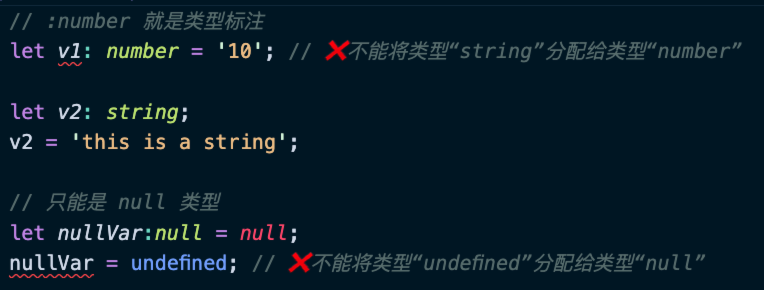 // :number 就是类型标注
let v1: number = '10'; // ❌不能将类型“string”分配给类型“number”
let v2: string;
v2 = 'this is a string';
// 只能是 null 类型
let nullVar:null = null;
nullVar = undefined; // ❌不能将类型“undefined”分配给类型“null”